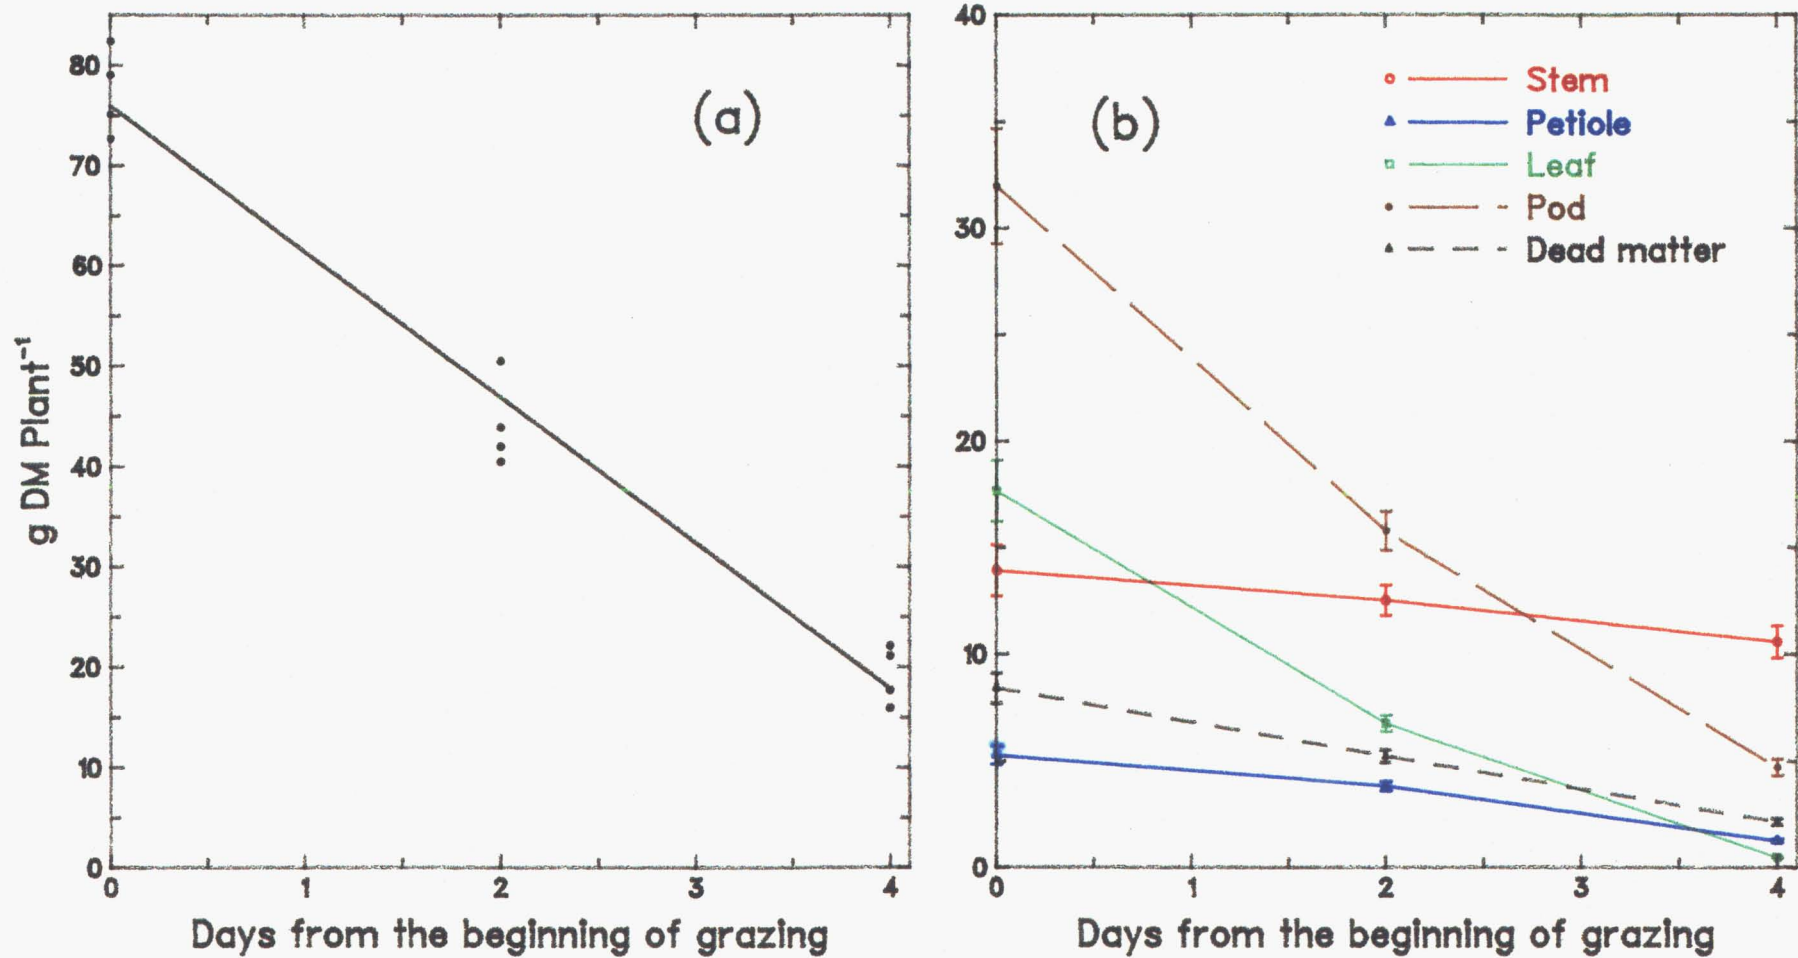 g DM Plant⁻¹
80
70
60
50
40
30
20
10
0
0 1 2 3 4
Days from the beginning of grazing
(a)
40
30
20
10
0
0 1 2 3 4
Days from the beginning of grazing
(b)
Stem
Petiole
Leaf
Pod
Dead matter